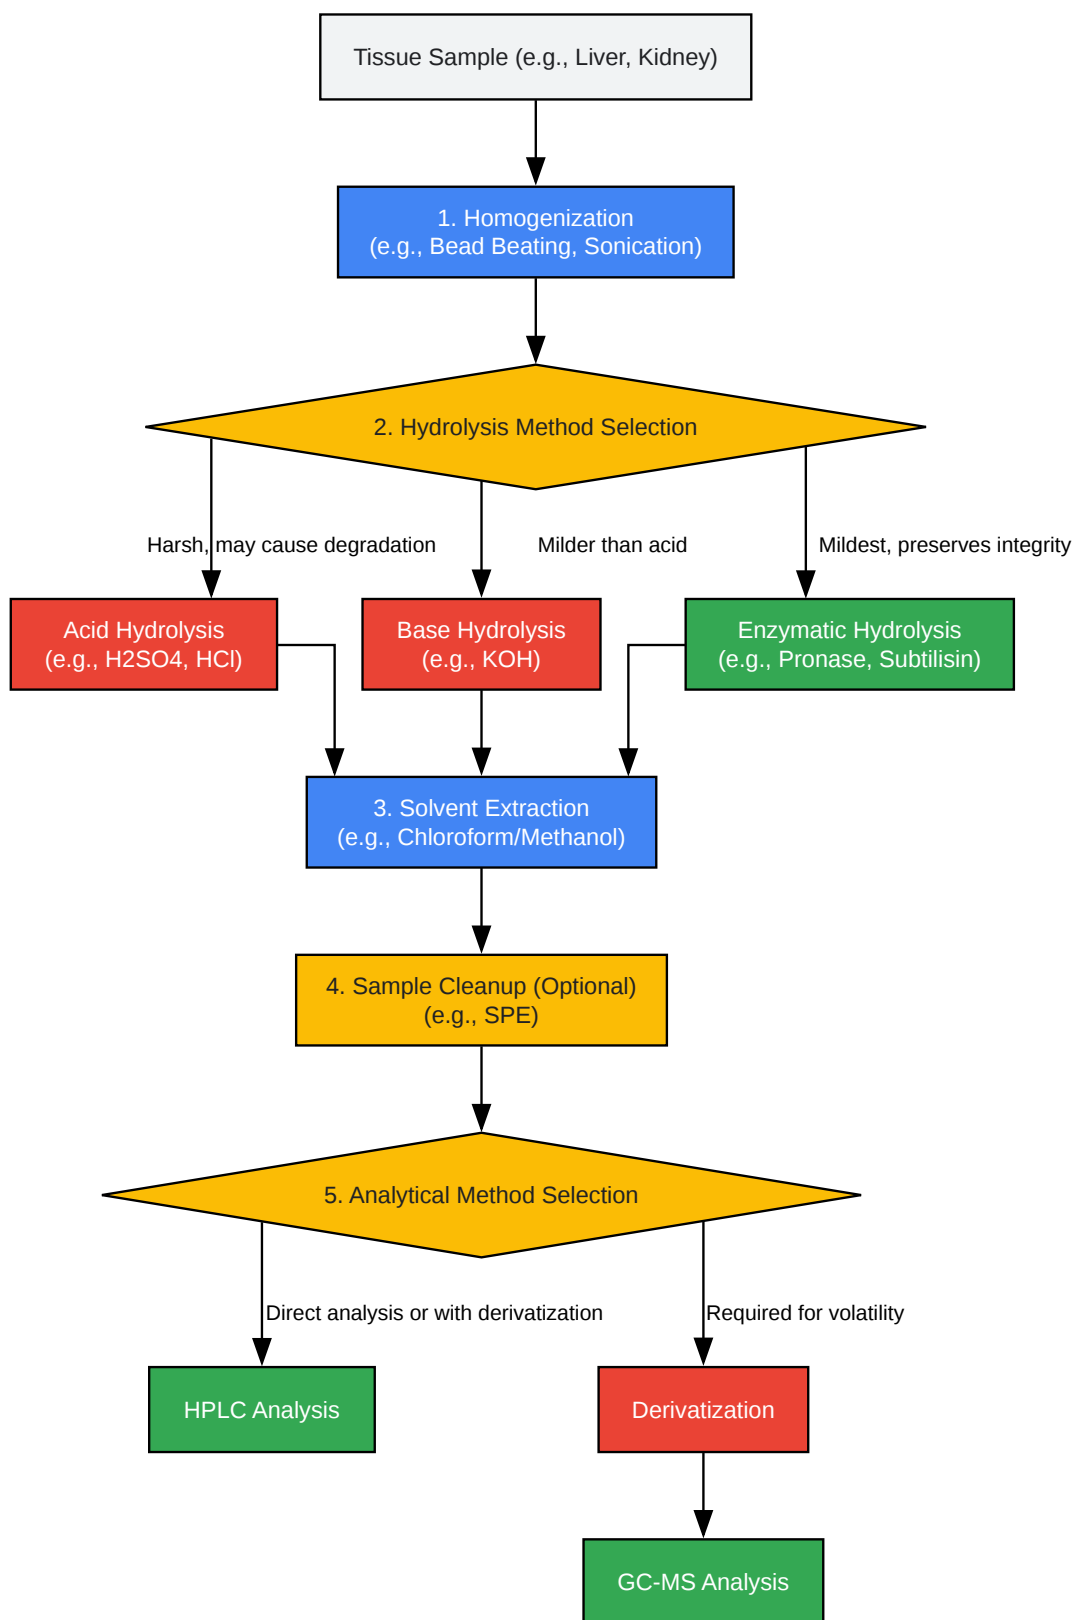 Tissue Sample (e.g., Liver, Kidney)
1. Homogenization
(e.g., Bead Beating, Sonication)
2. Hydrolysis Method Selection
Harsh, may cause degradation
Milder than acid
Mildest, preserves integrity
Acid Hydrolysis
(e.g., H2SO4, HCl)
Base Hydrolysis
(e.g., KOH)
Enzymatic Hydrolysis
(e.g., Pronase, Subtilisin)
3. Solvent Extraction
(e.g., Chloroform/Methanol)
4. Sample Cleanup (Optional)
(e.g., SPE)
5. Analytical Method Selection
Direct analysis or with derivatization
Required for volatility
HPLC Analysis
Derivatization
GC-MS Analysis